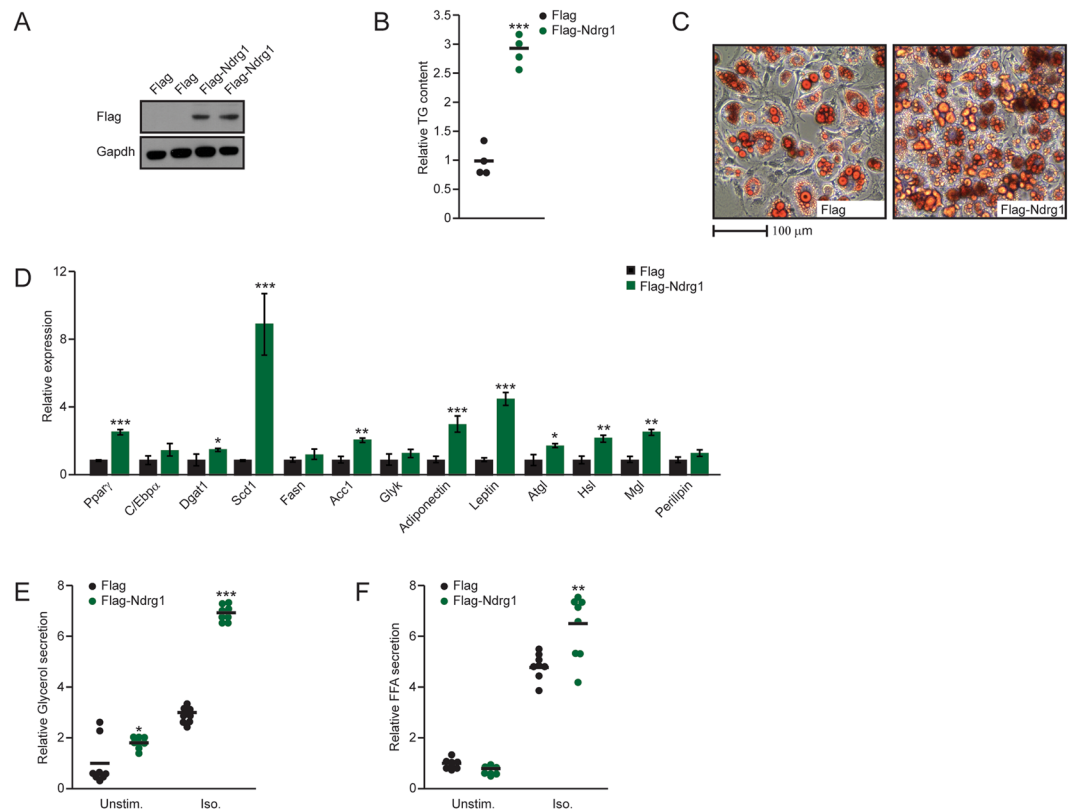 A
Flag
Flag
Flag-Ndrg1
Flag-Ndrg1
Flag
Gapdh
B
Relative TG content
3.5
3
2.5
2
1.5
1
0.5
0
***
Flag
Flag-Ndrg1
C
Flag
Flag-Ndrg1
100 μm
D
Relative expression
12
8
4
0
***
*
***
**
***
***
*
**
**
Flag
Flag-Ndrg1
Pparγ
C/Ebpα
Dgat1
Scd1
Fasn
Acc1
Glyk
Adiponectin
Leptin
Atgl
Hsl
Mgl
Perilipin
E
Relative Glycerol secretion
8
6
4
2
0
Flag
Flag-Ndrg1
*
***
Unstim.
Iso.
F
Relative FFA secretion
8
6
4
2
0
Flag
Flag-Ndrg1
**
Unstim.
Iso.